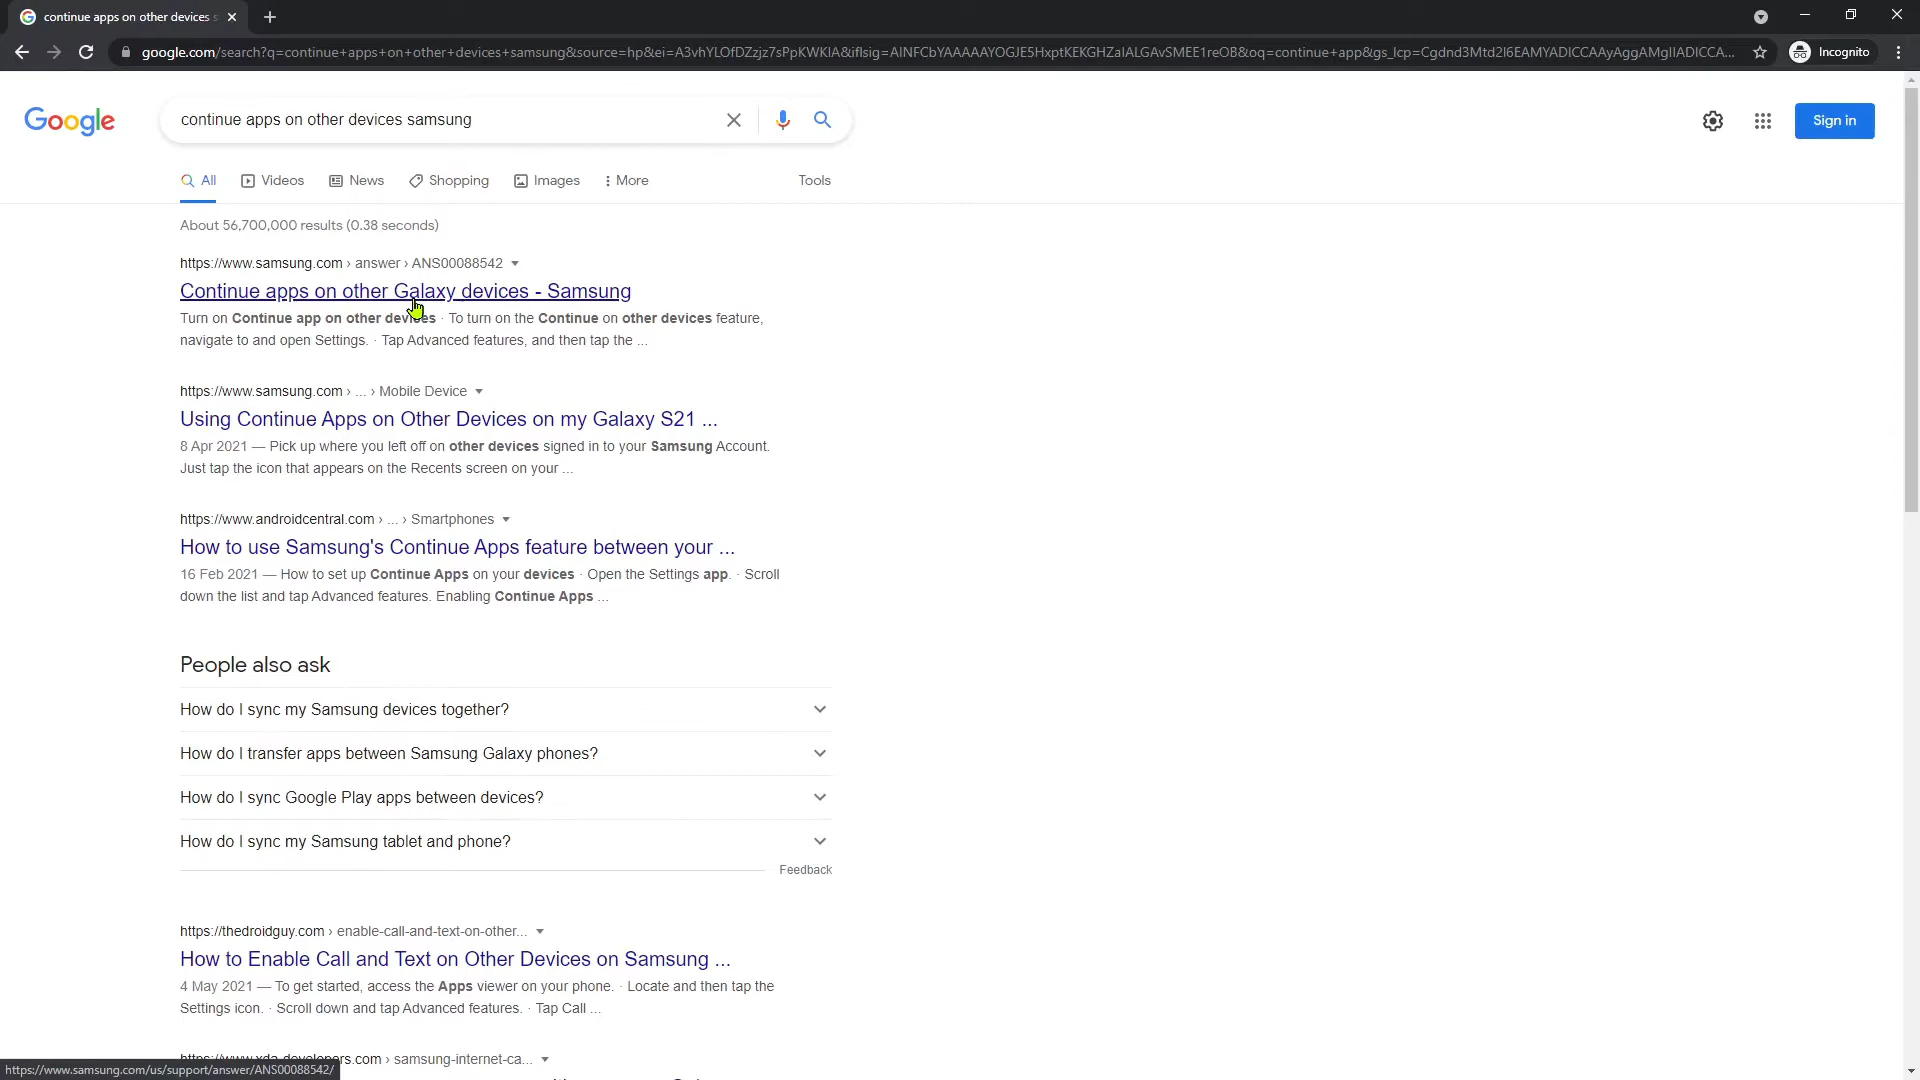 continue apps on other devices s
google.com/search?q=continue+apps+on+other+devices+samsung&source=hp&ei=A3vhYLOfDZzjz7sPpKWKIA&iflsig=AINFCbYAAAAAYOGJE5HxptKEKGHZaIALGAvSMEE1reOB&oq=continue+app&gs_lcp=Cgdnd3Mtd2l6EAMYADICCAAyAggAMgIIADICCA...
Incognito
Google
continue apps on other devices samsung
Sign in
All
Videos
News
Shopping
Images
More
Tools
About 56,700,000 results (0.38 seconds)
https://www.samsung.com › answer › ANS00088542
Continue apps on other Galaxy devices - Samsung
Turn on Continue app on other devices · To turn on the Continue on other devices feature,
navigate to and open Settings. · Tap Advanced features, and then tap the ...
https://www.samsung.com › ... › Mobile Device
Using Continue Apps on Other Devices on my Galaxy S21 ...
8 Apr 2021 — Pick up where you left off on other devices signed in to your Samsung Account.
Just tap the icon that appears on the Recents screen on your ...
https://www.androidcentral.com › ... › Smartphones
How to use Samsung's Continue Apps feature between your ...
16 Feb 2021 — How to set up Continue Apps on your devices · Open the Settings app. · Scroll
down the list and tap Advanced features. Enabling Continue Apps ...
People also ask
How do I sync my Samsung devices together?
How do I transfer apps between Samsung Galaxy phones?
How do I sync Google Play apps between devices?
How do I sync my Samsung tablet and phone?
Feedback
https://thedroidguy.com › enable-call-and-text-on-other...
How to Enable Call and Text on Other Devices on Samsung ...
4 May 2021 — To get started, access the Apps viewer on your phone. · Locate and then tap the
Settings icon. · Scroll down and tap Advanced features. · Tap Call ...
https://www.xda-developers.com › samsung-internet-ca...
https://www.samsung.com/us/support/answer/ANS00088542/